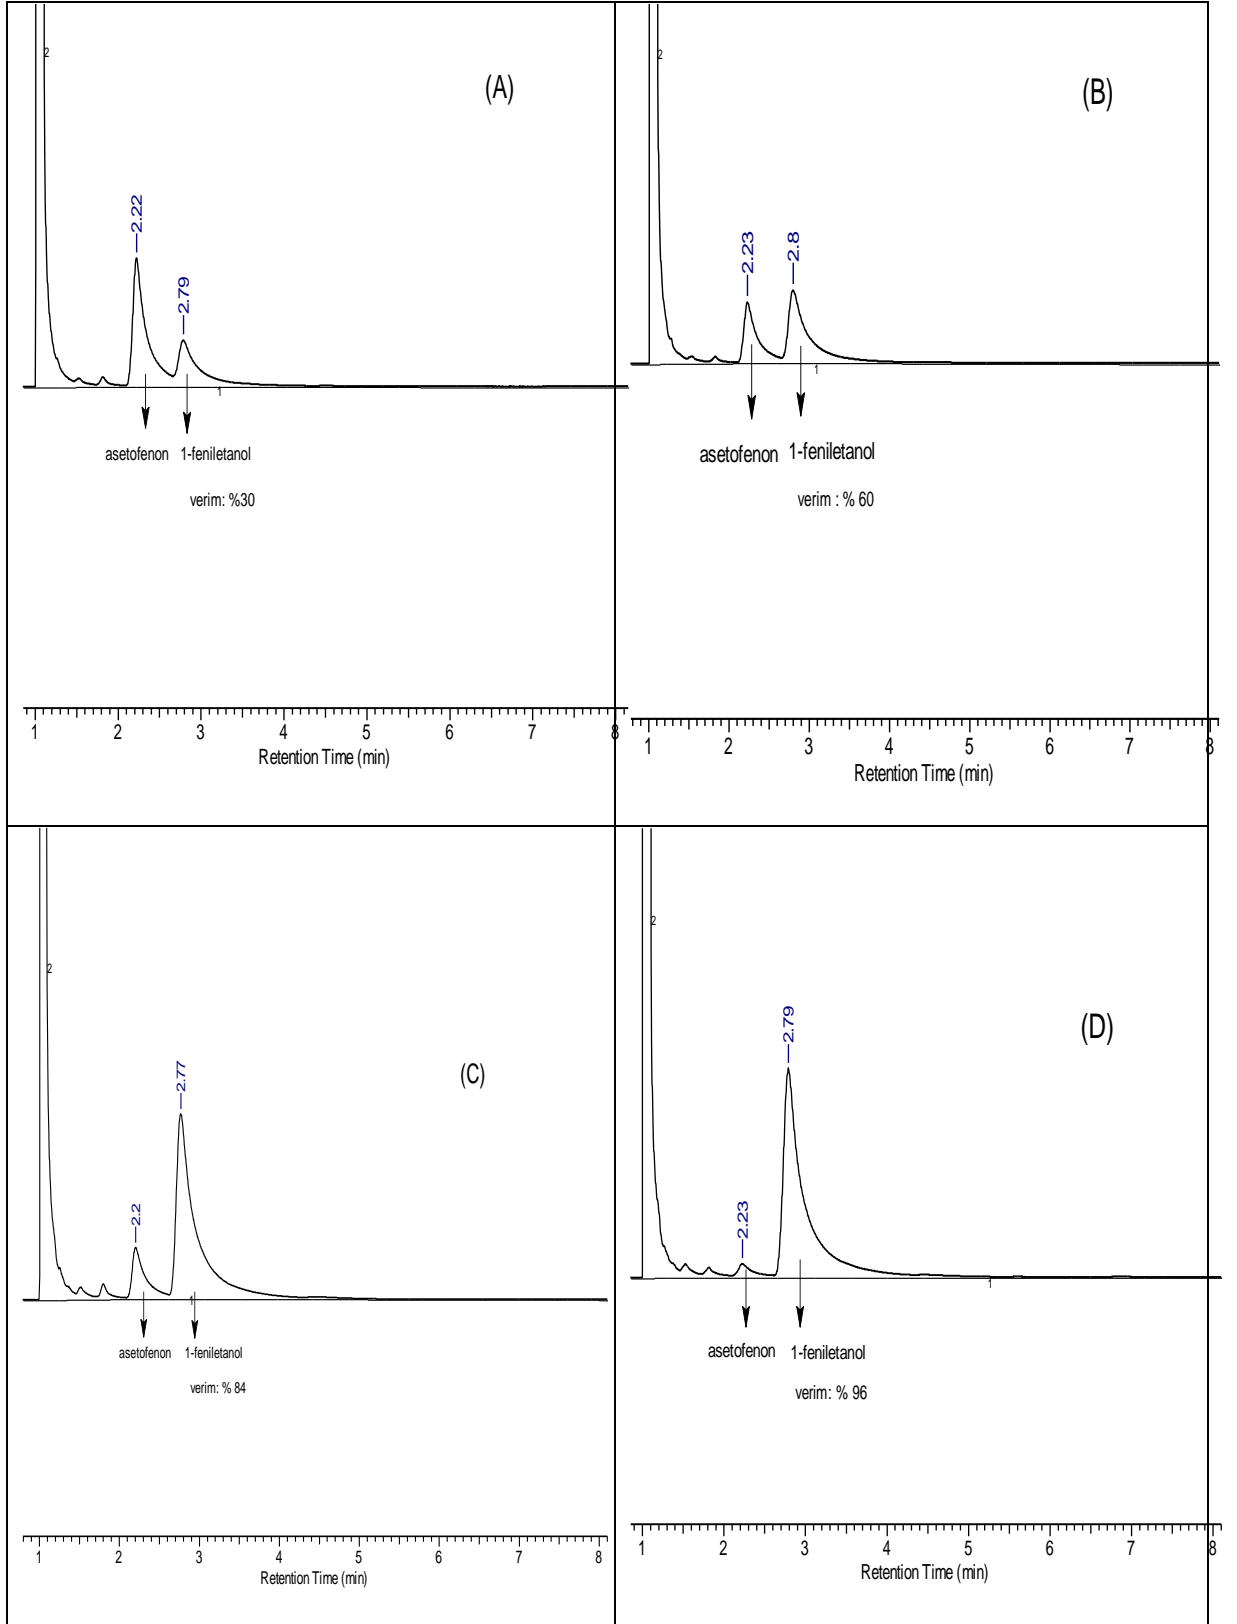 2
(A)
2.22
2.79
1
asetofenon 1-feniletanol
verim: %30
1 2 3 4 5 6 7 8
Retention Time (min)
2
(B)
2.23
2.8
1
asetofenon 1-feniletanol
verim : % 60
1 2 3 4 5 6 7 8
Retention Time (min)
2
(C)
2.77
2.2
1
asetofenon 1-feniletanol
verim: % 84
1 2 3 4 5 6 7 8
Retention Time (min)
2
(D)
2.79
2.23
1
asetofenon 1-feniletanol
verim: % 96
1 2 3 4 5 6 7 8
Retention Time (min)